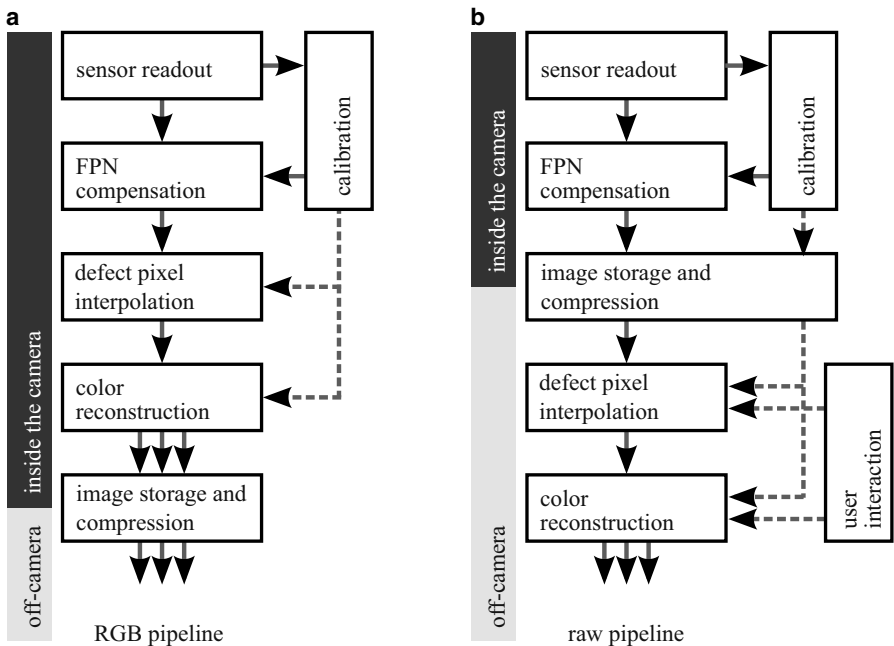 a
sensor readout
FPN
compensation
defect pixel
interpolation
color
reconstruction
image storage and
compression
calibration
inside the camera
off-camera
RGB pipeline
b
sensor readout
FPN
compensation
image storage and
compression
defect pixel
interpolation
color
reconstruction
calibration
user
interaction
inside the camera
off-camera
raw pipeline